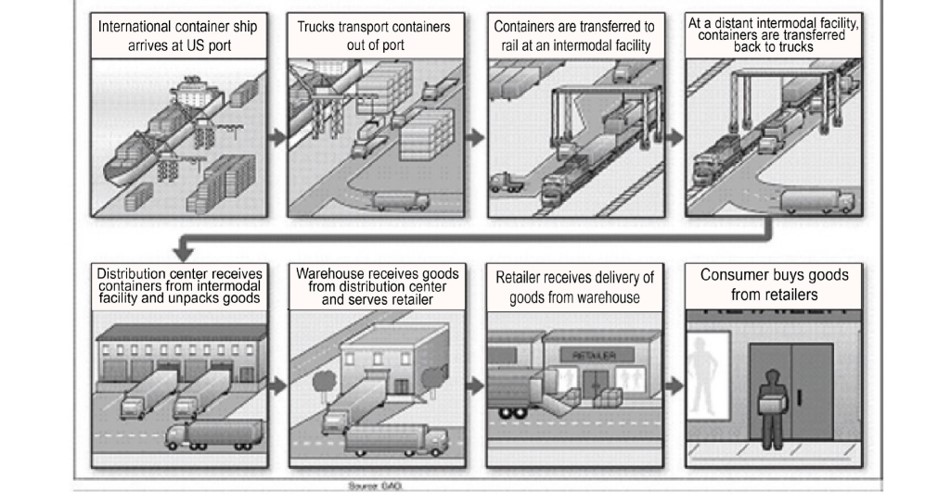 International container ship
arrives at US port
Trucks transport containers
out of port
Containers are transferred to
rail at an intermodal facility
At a distant intermodal facility,
containers are transferred
back to trucks
Distribution center receives
containers from intermodal
facility and unpacks goods
Warehouse receives goods
from distribution center
and serves retailer
Retailer receives delivery of
goods from warehouse
RETAILER
Consumer buys goods
from retailers
RETAILER
Source: GAO.